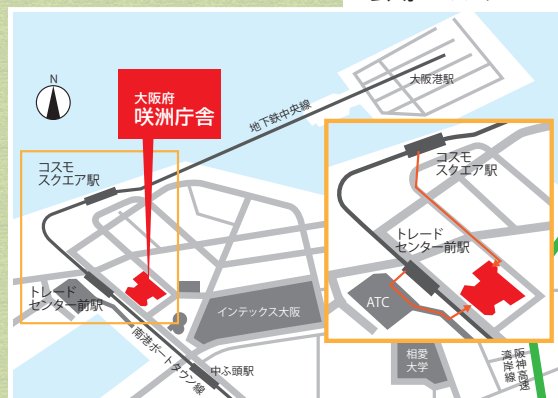 N
大阪府
咲洲庁舎
大阪港駅
地下鉄中央線
コスモ
スクエア駅
トレード
センター前駅
インテックス大阪
南港ポートタウン線
中ふ頭駅
コスモ
スクエア駅
トレード
センター前駅
ATC
相愛
大学
阪神高速
湾岸線